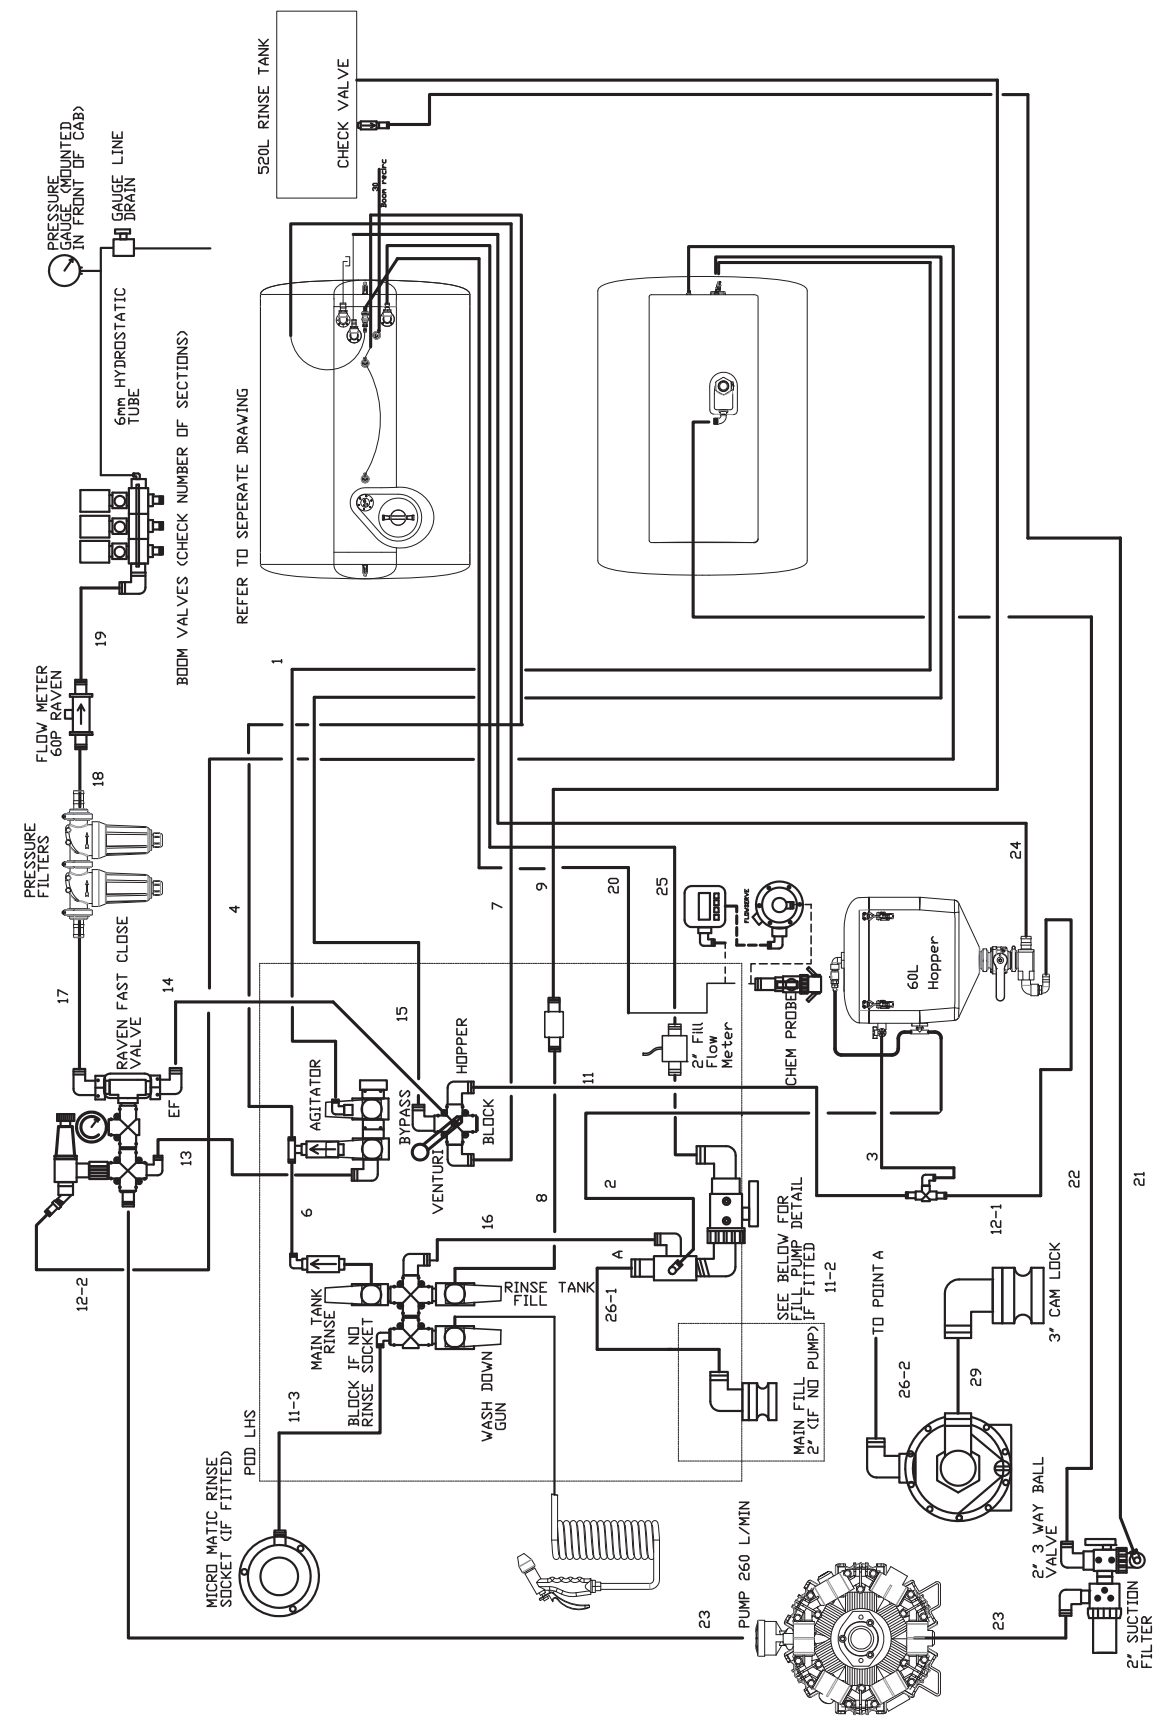 PRESSURE
GAUGE (MOUNTED
IN FRONT OF CAB)
GAUGE LINE
DRAIN
6mm HYDROSTATIC
TUBE
BOOM VALVES (CHECK NUMBER OF SECTIONS)
19
FLOW METER
60P RAVEN
18
PRESSURE
FILTERS
17
RAVEN FAST CLOSE
VALVE
14
EF
13
12-2
520L RINSE TANK
CHECK VALVE
30
Boom recirc
REFER TO SEPERATE DRAWING
1
4
7
9
20
25
24
FLOWSERVE
60L
Hopper
CHEM PROBE
2" Fill
Flow
Meter
15
HOPPER
11
AGITATOR
BYPASS
BLOCK
VENTURI
6
16
8
2
A
3
12-1
22
21
SEE BELOW FOR
FILL PUMP DETAIL
IF FITTED
11-2
26-1
RINSE TANK
FILL
MAIN TANK
RINSE
BLOCK IF NO
RINSE SOCKET
11-3
WASH DOWN
GUN
MAIN FILL
2" (IF NO PUMP)
POD LHS
MICRO MATIC RINSE
SOCKET (IF FITTED)
TO POINT A
26-2
29
3" CAM LOCK
2" 3 WAY BALL
VALVE
23
PUMP 260 L/MIN
23
2" SUCTION
FILTER